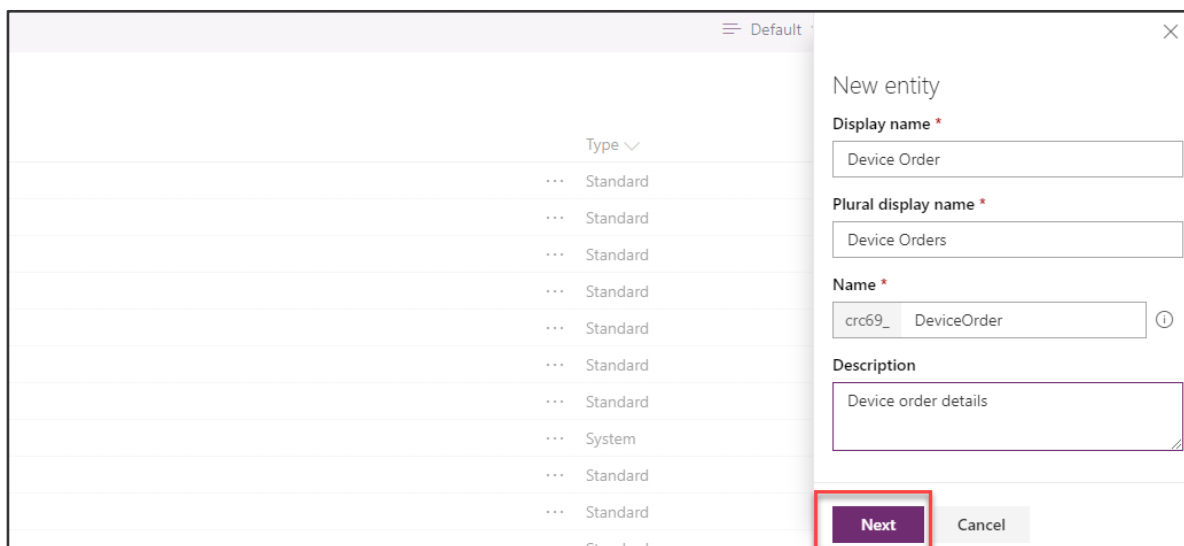 Default
New entity
Display name *
Device Order
Plural display name *
Device Orders
Name *
crc69_ DeviceOrder
Description
Device order details
Next Cancel
Type
... Standard
... Standard
... Standard
... Standard
... Standard
... Standard
... Standard
... System
... Standard
... Standard